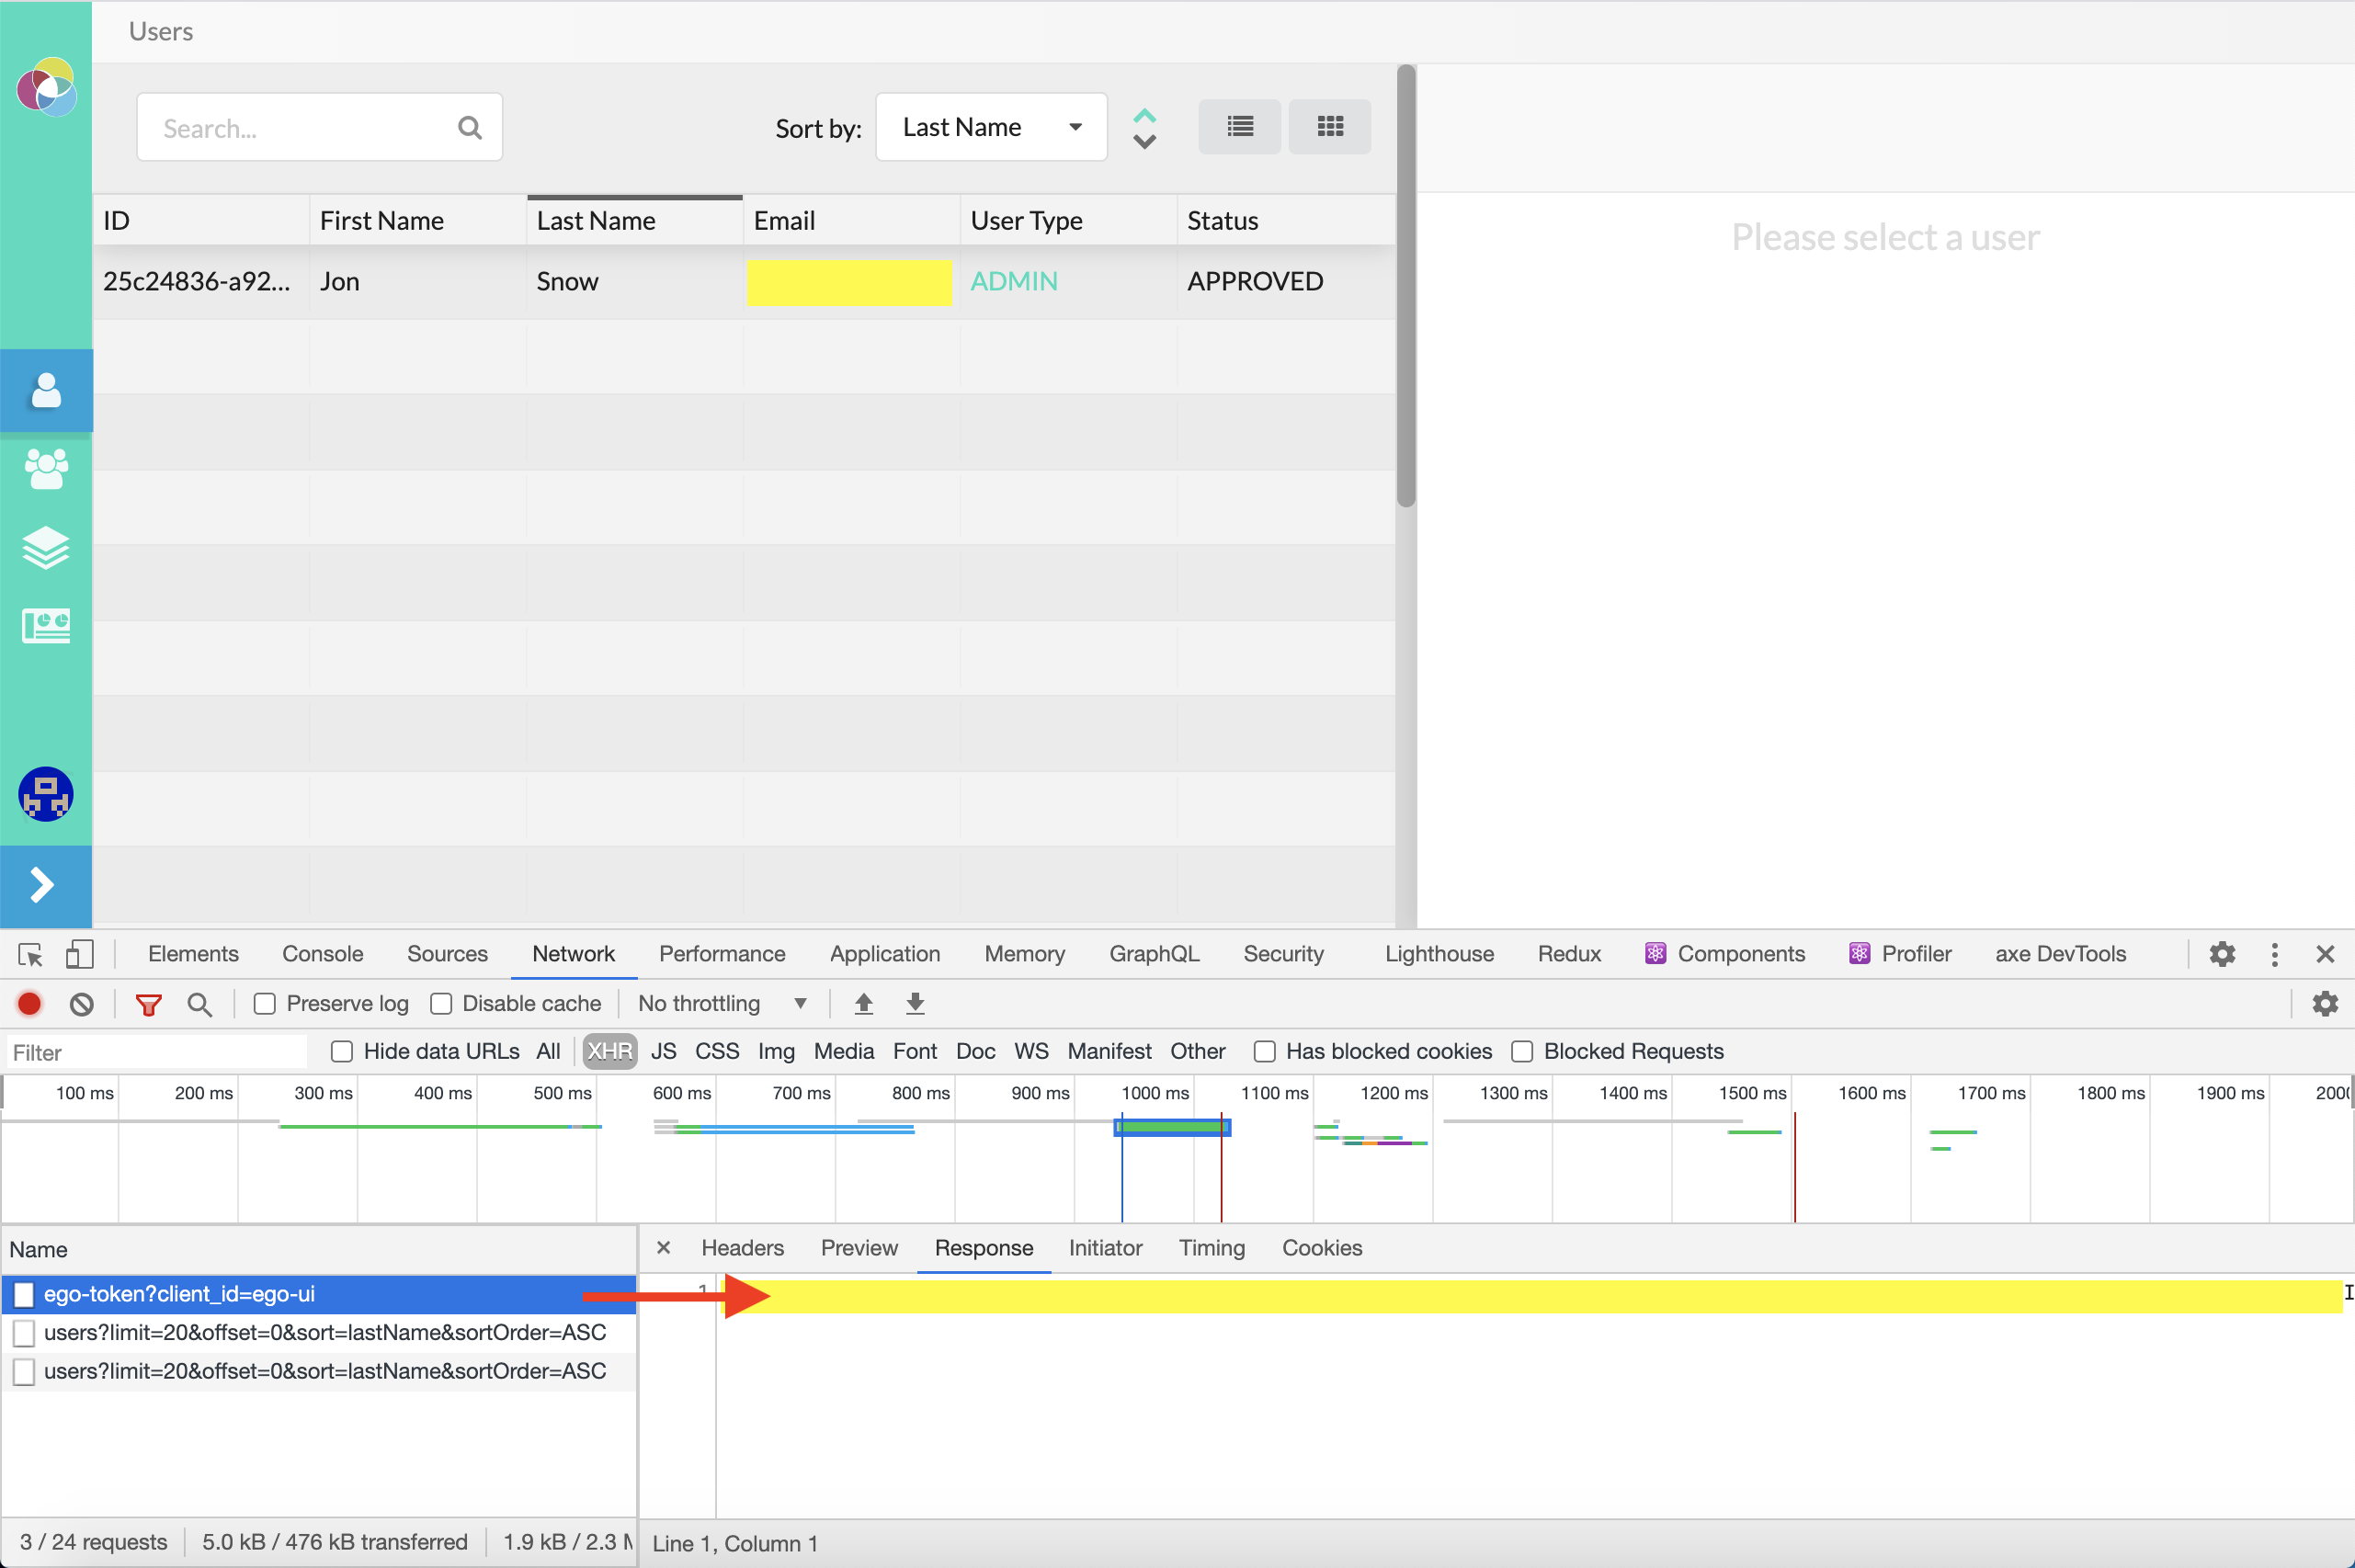 Users
Search...
Sort by: Last Name
ID First Name Last Name Email User Type Status
25c24836-a92... Jon Snow ADMIN APPROVED
Please select a user
Elements Console Sources Network Performance Application Memory GraphQL Security Lighthouse Redux Components Profiler axe DevTools
Preserve log Disable cache No throttling
Filter Hide data URLs All XHR JS CSS Img Media Font Doc WS Manifest Other Has blocked cookies Blocked Requests
100 ms 200 ms 300 ms 400 ms 500 ms 600 ms 700 ms 800 ms 900 ms 1000 ms 1100 ms 1200 ms 1300 ms 1400 ms 1500 ms 1600 ms 1700 ms 1800 ms 1900 ms 200
Name
Headers Preview Response Initiator Timing Cookies
ego-token?client_id=ego-ui
1
users?limit=20&offset=0&sort=lastName&sortOrder=ASC
users?limit=20&offset=0&sort=lastName&sortOrder=ASC
3 / 24 requests 5.0 kB / 476 kB transferred 1.9 kB / 2.3 M
Line 1, Column 1